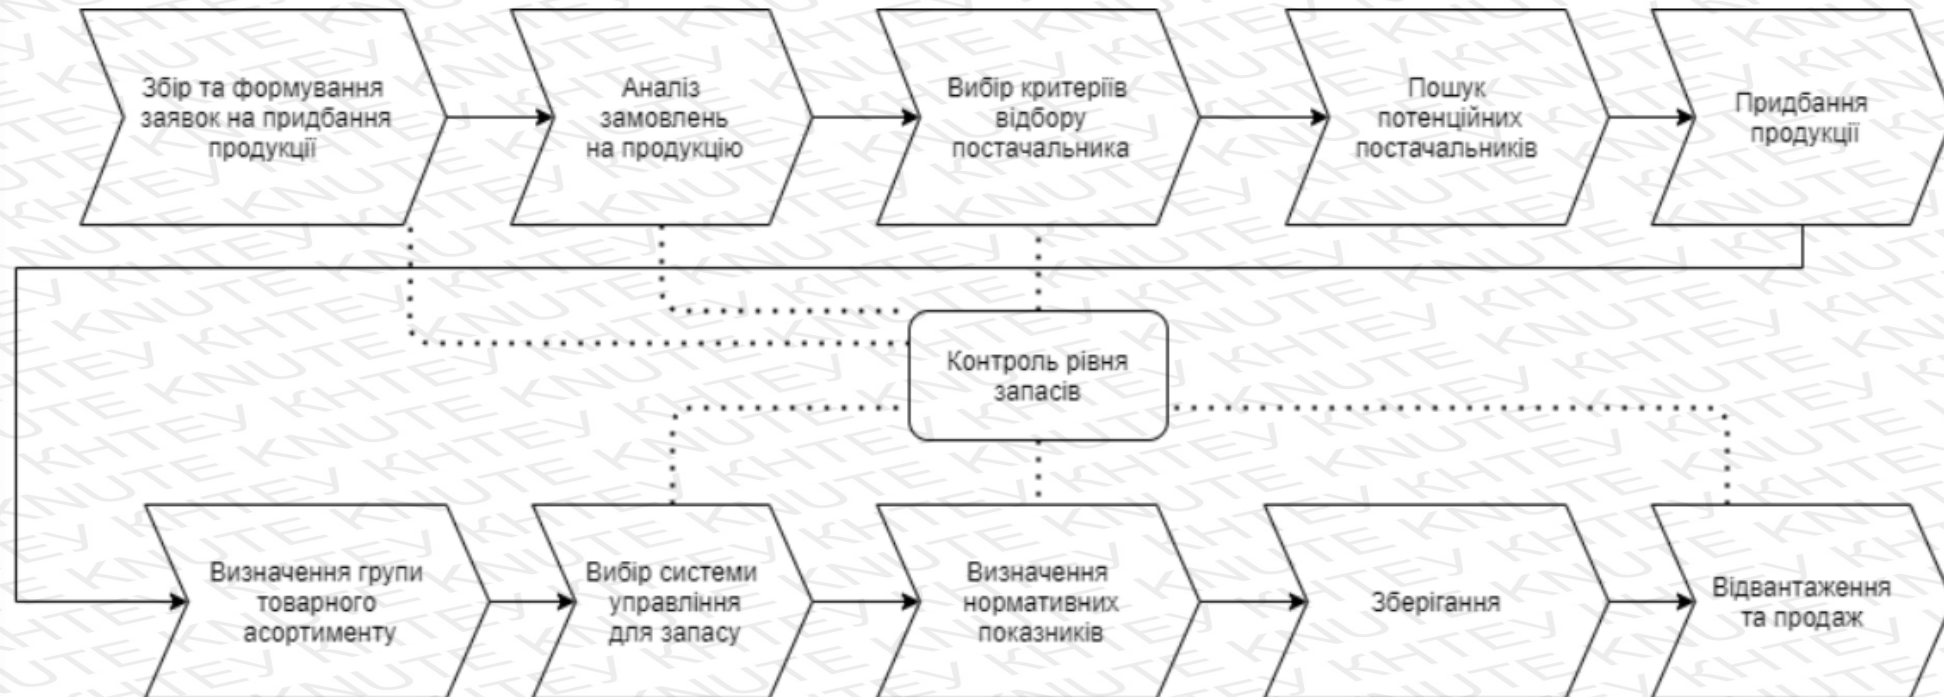 Збір та формування
заявок на придбання
продукції
Аналіз
замовлень
на продукцію
Вибір критеріїв
відбору
постачальника
Пошук
потенційних
постачальників
Придбання
продукції
Контроль рівня
запасів
Визначення групи
товарного
асортименту
Вибір системи
управління
для запасу
Визначення
нормативних
показників
Зберігання
Відвантаження
та продаж